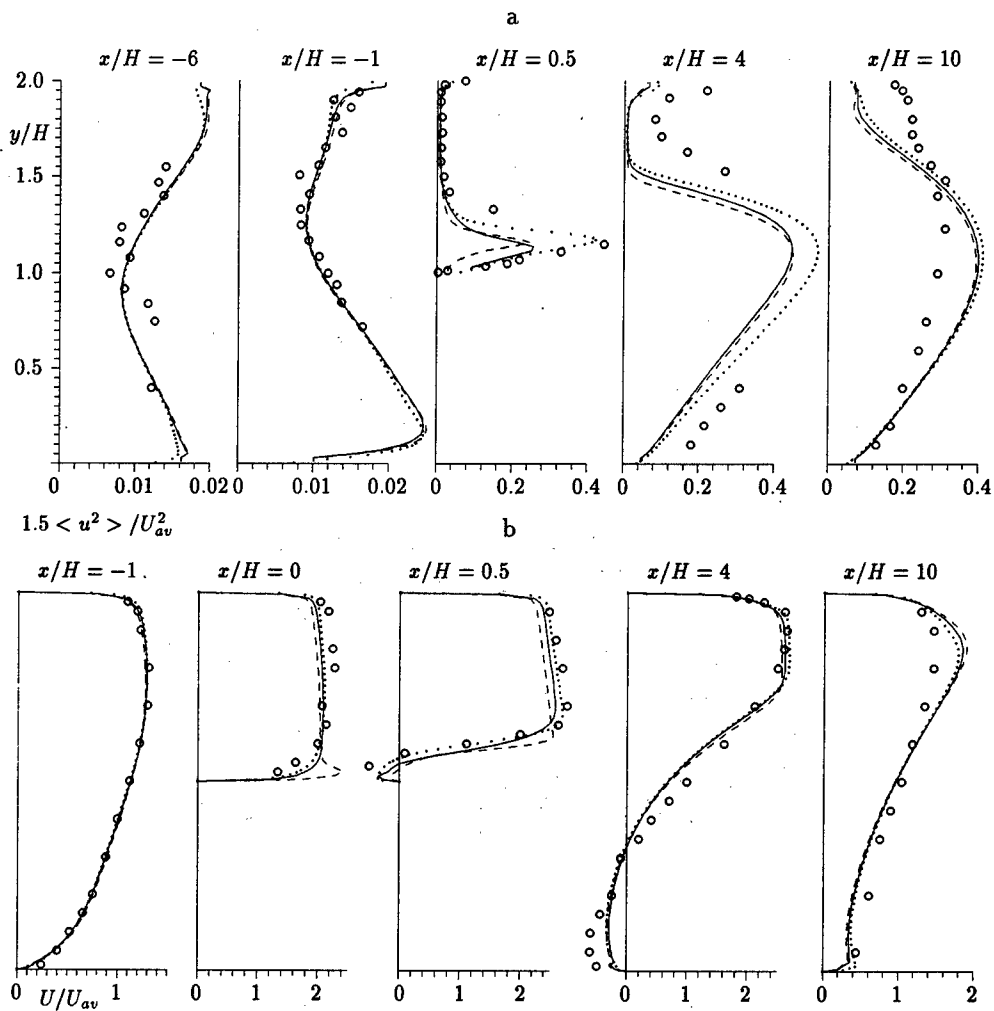 a
x/H = −6 x/H = −1 x/H = 0.5 x/H = 4 x/H = 10
2.0
y/H
1.5
1.0
0.5
0 0.01 0.02 0 0.01 0.02 0 0.2 0.4 0 0.2 0.4 0 0.2 0.4
1.5 < u² > /U²av
b
x/H = −1 x/H = 0 x/H = 0.5 x/H = 4 x/H = 10
0 1 0 2 0 2 0 2 0 1 2
U/Uav